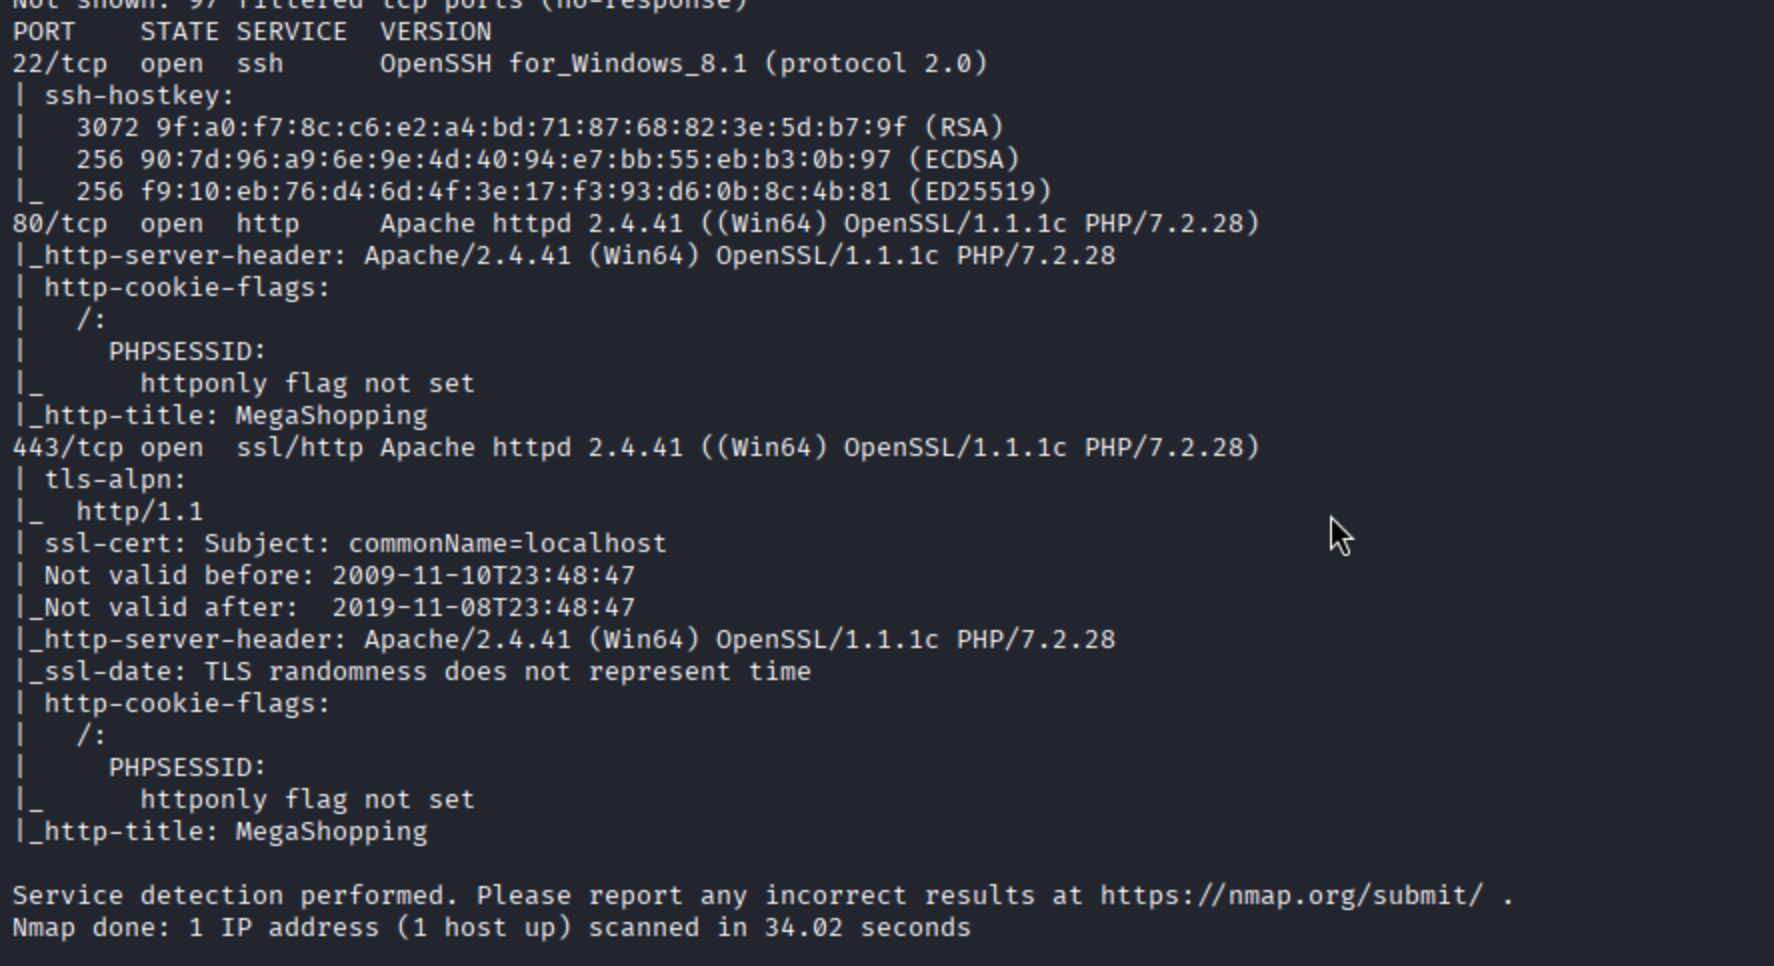 Not shown: 97 filtered tcp ports (no-response)
PORT    STATE SERVICE  VERSION
22/tcp  open  ssh      OpenSSH for_Windows_8.1 (protocol 2.0)
| ssh-hostkey:
|   3072 9f:a0:f7:8c:c6:e2:a4:bd:71:87:68:82:3e:5d:b7:9f (RSA)
|   256 90:7d:96:a9:6e:9e:4d:40:94:e7:bb:55:eb:b3:0b:97 (ECDSA)
|_  256 f9:10:eb:76:d4:6d:4f:3e:17:f3:93:d6:0b:8c:4b:81 (ED25519)
80/tcp  open  http     Apache httpd 2.4.41 ((Win64) OpenSSL/1.1.1c PHP/7.2.28)
|_http-server-header: Apache/2.4.41 (Win64) OpenSSL/1.1.1c PHP/7.2.28
| http-cookie-flags:
|   /:
|     PHPSESSID:
|_      httponly flag not set
|_http-title: MegaShopping
443/tcp open  ssl/http Apache httpd 2.4.41 ((Win64) OpenSSL/1.1.1c PHP/7.2.28)
| tls-alpn:
|_  http/1.1
| ssl-cert: Subject: commonName=localhost
| Not valid before: 2009-11-10T23:48:47
|_Not valid after:  2019-11-08T23:48:47
|_http-server-header: Apache/2.4.41 (Win64) OpenSSL/1.1.1c PHP/7.2.28
|_ssl-date: TLS randomness does not represent time
| http-cookie-flags:
|   /:
|     PHPSESSID:
|_      httponly flag not set
|_http-title: MegaShopping
Service detection performed. Please report any incorrect results at https://nmap.org/submit/ .
Nmap done: 1 IP address (1 host up) scanned in 34.02 seconds